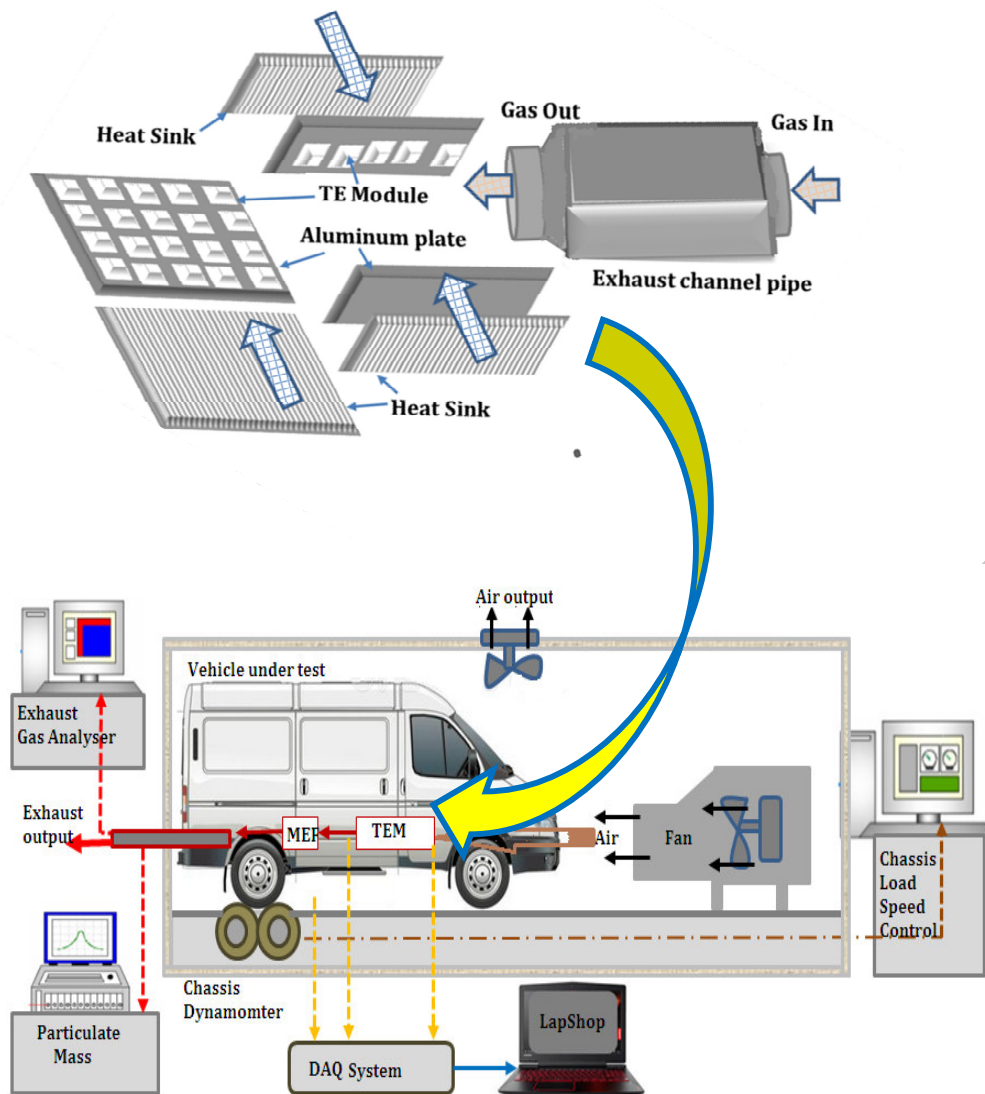 Gas Out
Gas In
Heat Sink
TE Module
Aluminum plate
Exhaust channel pipe
Heat Sink
Air output
Vehicle under test
Exhaust
Gas Analyser
Exhaust
output
MEF
TEM
Air
Fan
Chassis
Load
Speed
Control
Chassis
Dynamomter
Particulate
Mass
DAQ System
LapShop